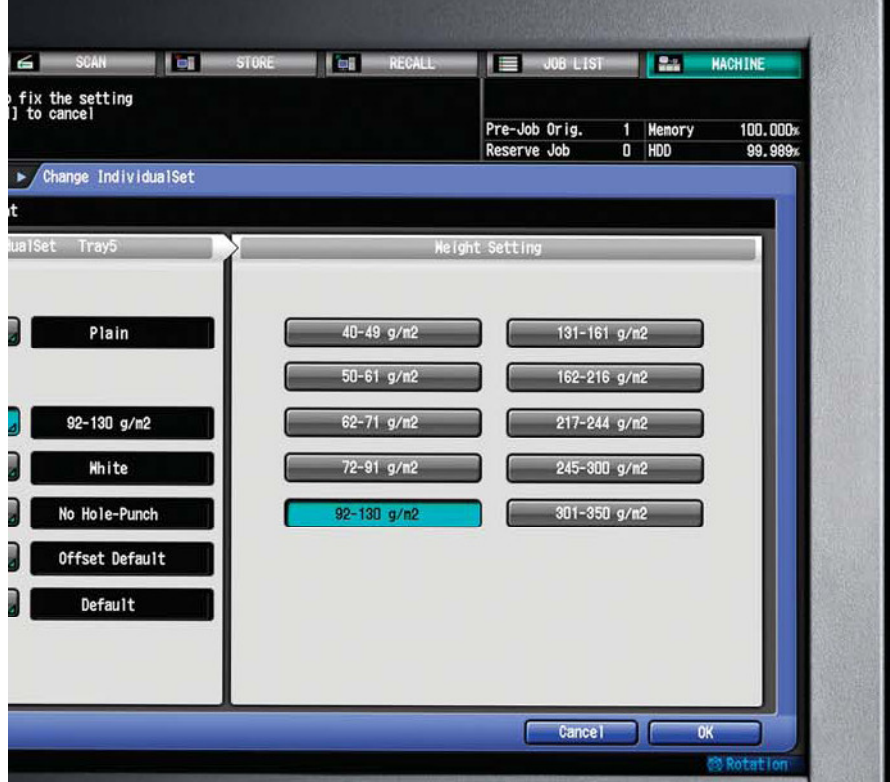 SCAN STORE RECALL JOB LIST MACHINE
fix the setting
] to cancel
Pre-Job Orig. 1 Memory 100.000%
Reserve Job 0 HDD 99.989%
Change IndividualSet
Tray5
Weight Setting
Plain 40-49 g/m2 131-161 g/m2
50-61 g/m2 162-216 g/m2
92-130 g/m2 62-71 g/m2 217-244 g/m2
White 72-91 g/m2 245-300 g/m2
No Hole-Punch 92-130 g/m2 301-350 g/m2
Offset Default
Default
Cancel OK
Rotation